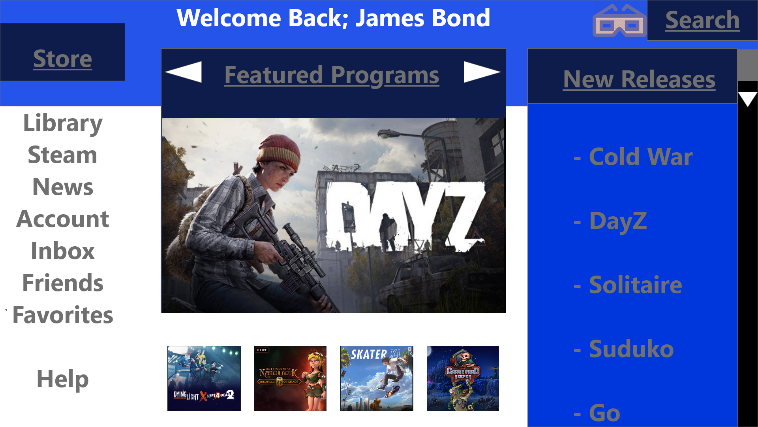 Welcome Back; James Bond
Search
Store
Featured Programs
New Releases
Library
Steam
News
Account
Inbox
Friends
Favorites
Help
DAYZ
SKATER XL
- Cold War
- DayZ
- Solitaire
- Suduko
- Go